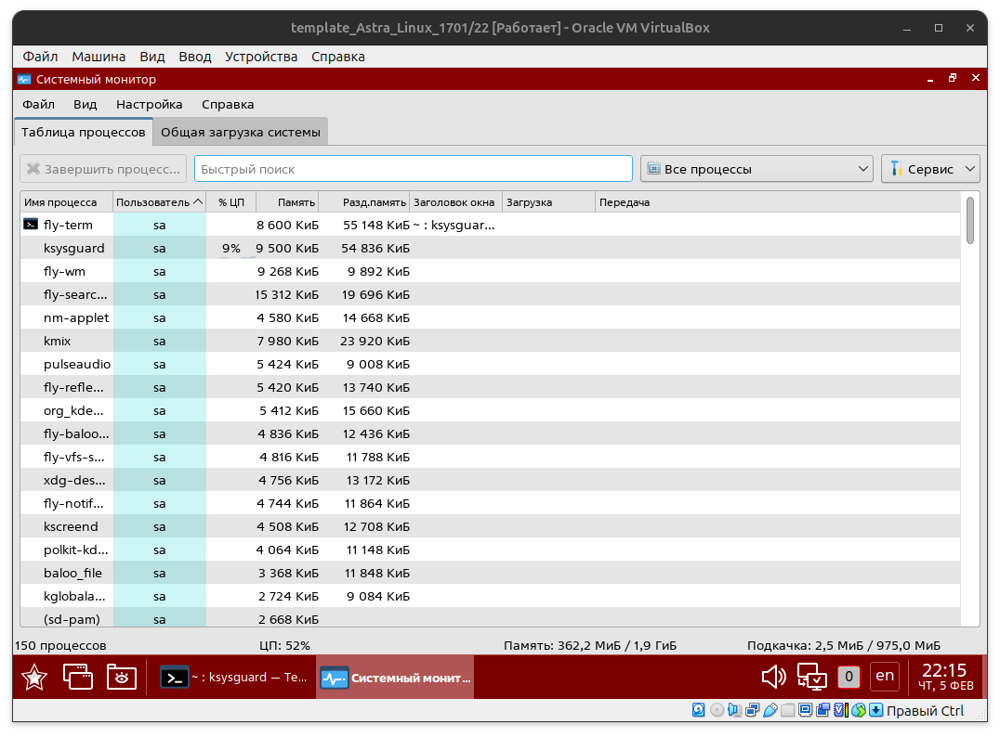 template_Astra_Linux_1701/22 [Работает] - Oracle VM VirtualBox
Файл Машина Вид Ввод Устройства Справка
Системный монитор
Файл Вид Настройка Справка
Таблица процессов Общая загрузка системы
Завершить процесс... Быстрый поиск Все процессы Сервис
Имя процесса Пользователь % ЦП Память Разд.память Заголовок окна Загрузка Передача
fly-term sa 8 600 КиБ 55 148 КиБ ~ : ksysguar...
ksysguard sa 9% 9 500 КиБ 54 836 КиБ
fly-wm sa 9 268 КиБ 9 892 КиБ
fly-searc... sa 15 312 КиБ 19 696 КиБ
nm-applet sa 4 580 КиБ 14 668 КиБ
kmix sa 7 980 КиБ 23 920 КиБ
pulseaudio sa 5 424 КиБ 9 008 КиБ
fly-refle... sa 5 420 КиБ 13 740 КиБ
org_kde... sa 5 412 КиБ 15 660 КиБ
fly-baloo... sa 4 836 КиБ 12 436 КиБ
fly-vfs-s... sa 4 816 КиБ 11 788 КиБ
xdg-des... sa 4 756 КиБ 13 172 КиБ
fly-notif... sa 4 744 КиБ 11 864 КиБ
kscreend sa 4 508 КиБ 12 708 КиБ
polkit-kd... sa 4 064 КиБ 11 148 КиБ
baloo_file sa 3 368 КиБ 11 848 КиБ
kglobala... sa 2 724 КиБ 9 084 КиБ
(sd-pam) sa 2 668 КиБ
150 процессов ЦП: 52% Память: 362,2 МиБ / 1,9 ГиБ Подкачка: 2,5 МиБ / 975,0 МиБ
~ : ksysguard — Te... Системный монит... 0 en 22:15
ЧТ, 5 ФЕВ
Правый Ctrl